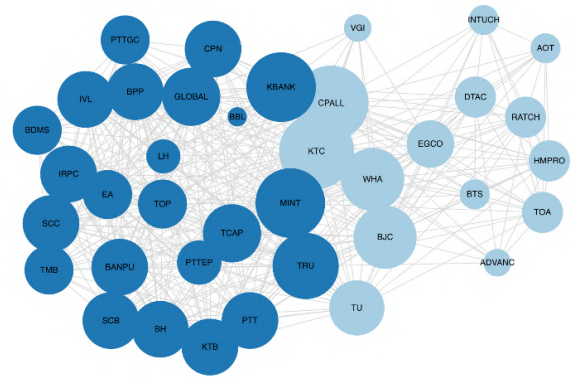 INTUCH
VGI
PTTGC
CPN
AOT
KBANK
BPP
GLOBAL
IVL
DTAC
CPALL
BBL
RATCH
BDMS
EGCO
KTC
LH
HMPRO
IRPC
WHA
EA
BTS
TOP
MINT
TOA
SCC
TCAP
BJC
PTTEP
ADVANC
TRU
BANPU
TMB
TU
SCB
PTT
BH
KTB